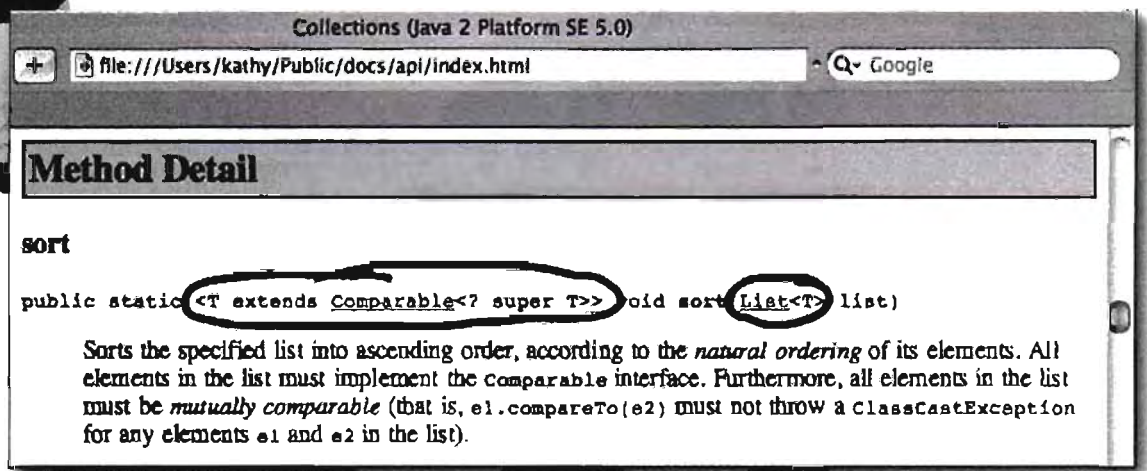 Collections (Java 2 Platform SE 5.0)
+ file:///Users/kathy/Public/docs/api/index.html Google
Method Detail
sort
public static <T extends Comparable<? super T>> void sort(List<T> list)
Sorts the specified list into ascending order, according to the natural ordering of its elements. All
elements in the list must implement the Comparable interface. Furthermore, all elements in the list
must be mutually comparable (that is, e1.compareTo(e2) must not throw a ClassCastException
for any elements e1 and e2 in the list).